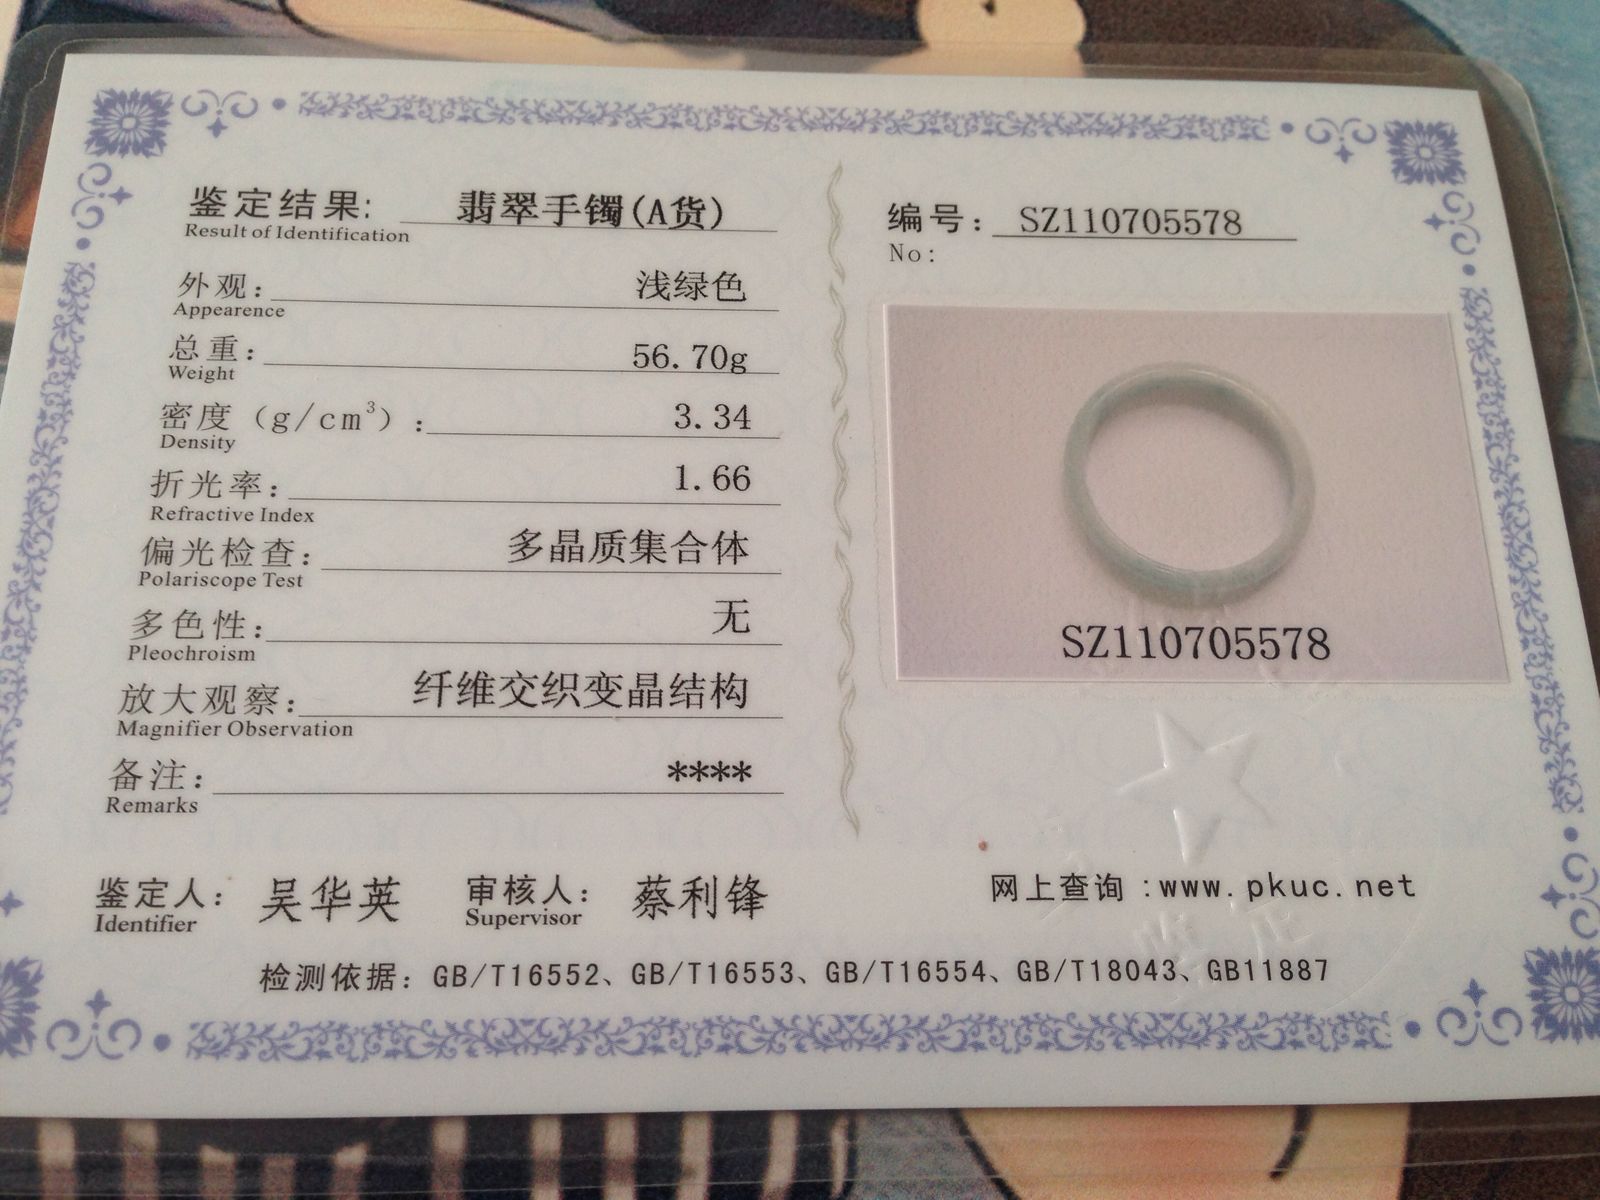 鉴定结果: 翡翠手镯(A货)
Result of Identification
外观: 浅绿色
Appearence
总重: 56.70g
Weight
密度（g/cm³）: 3.34
Density
折光率: 1.66
Refractive Index
偏光检查: 多晶质集合体
Polariscope Test
多色性: 无
Pleochroism
放大观察: 纤维交织变晶结构
Magnifier Observation
备注: ****
Remarks
编号: SZ110705578
No:
SZ110705578
鉴定人: 吴华英 审核人: 蔡利锋
Identifier Supervisor
网上查询 :www.pkuc.net
检测依据: GB/T16552、GB/T16553、GB/T16554、GB/T18043、GB11887